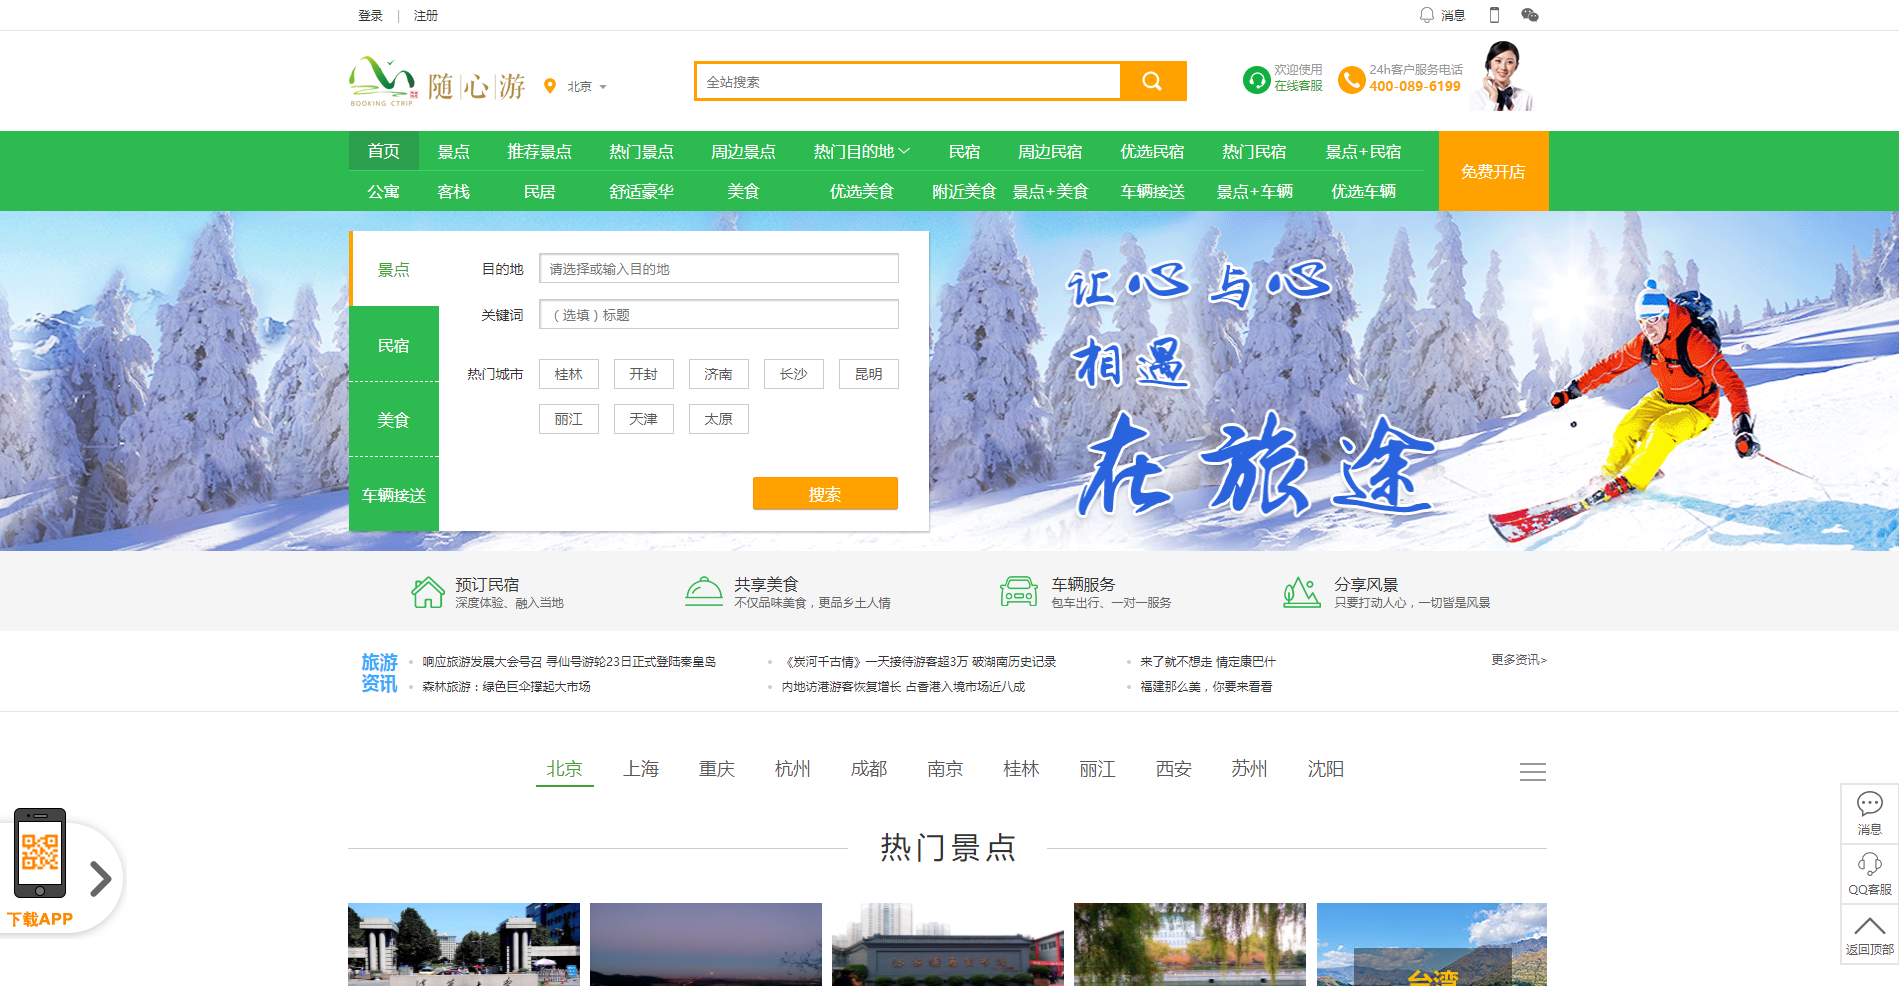 登录 | 注册
消息
BOOKING CTRIP
随心游
北京
全站搜索
欢迎使用
在线客服
24h客户服务电话
400-089-6199
首页 景点 推荐景点 热门景点 周边景点 热门目的地 民宿 周边民宿 优选民宿 热门民宿 景点+民宿
公寓 客栈 民居 舒适豪华 美食 优选美食 附近美食 景点+美食 车辆接送 景点+车辆 优选车辆
免费开店
景点
民宿
美食
车辆接送
目的地 请选择或输入目的地
关键词 （选填）标题
热门城市 桂林 开封 济南 长沙 昆明
丽江 天津 太原
搜索
让心与心
相遇
在旅途
预订民宿
深度体验、融入当地
共享美食
不仅品味美食，更品乡土人情
车辆服务
包车出行、一对一服务
分享风景
只要打动人心，一切皆是风景
旅游
资讯
响应旅游发展大会号召 寻仙号游轮23日正式登陆秦皇岛
《炭河千古情》一天接待游客超3万 破湖南历史记录
来了就不想走 情定康巴什
更多资讯>
森林旅游：绿色巨伞撑起大市场
内地访港游客恢复增长 占香港入境市场近八成
福建那么美，你要来看看
北京 上海 重庆 杭州 成都 南京 桂林 丽江 西安 苏州 沈阳
热门景点
下载APP
消息
QQ客服
返回顶部
台湾